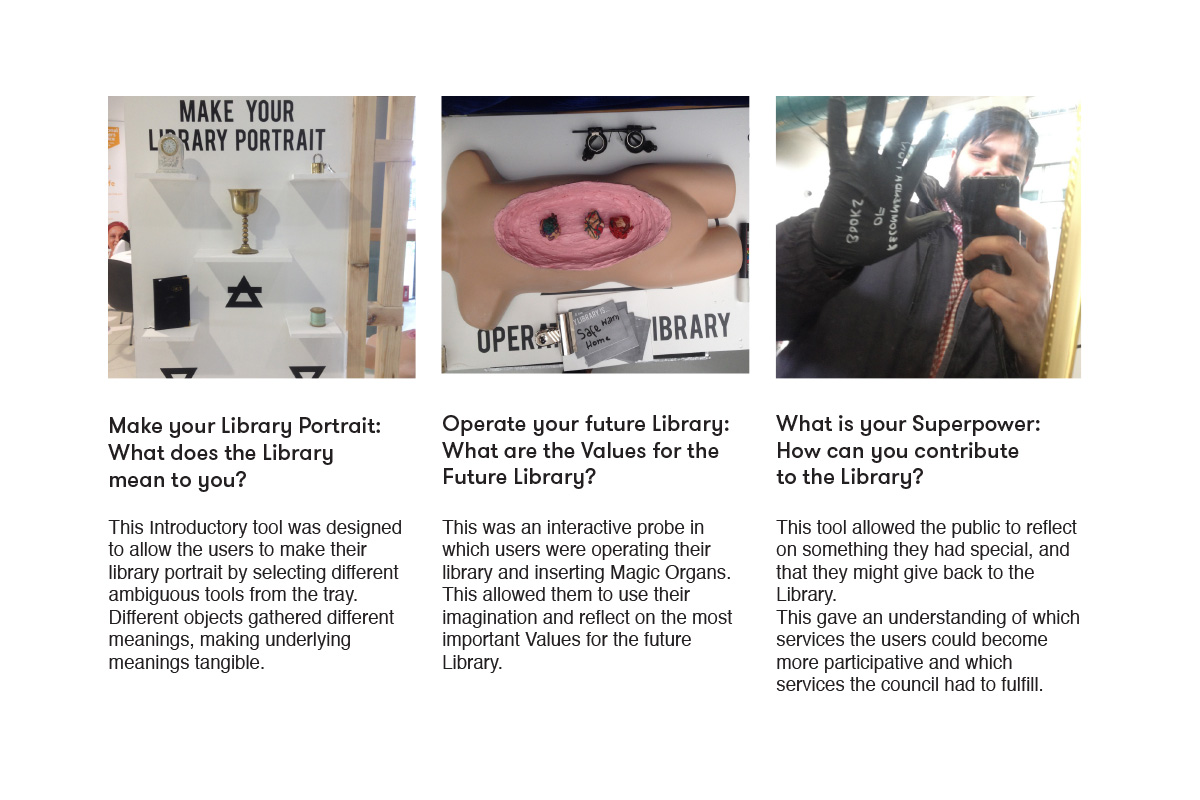 MAKE YOUR
LIBRARY PORTRAIT
Make your Library Portrait:
What does the Library
mean to you?
This Introductory tool was designed
to allow the users to make their
library portrait by selecting different
ambiguous tools from the tray.
Different objects gathered different
meanings, making underlying
meanings tangible.
LIBRARY IS
Safe
Home
OPER
IBRARY
Operate your future Library:
What are the Values for the
Future Library?
This was an interactive probe in
which users were operating their
library and inserting Magic Organs.
This allowed them to use their
imagination and reflect on the most
important Values for the future
Library.
BOOKS
OF
What is your Superpower:
How can you contribute
to the Library?
This tool allowed the public to reflect
on something they had special, and
that they might give back to the
Library.
This gave an understanding of which
services the users could become
more participative and which
services the council had to fulfill.